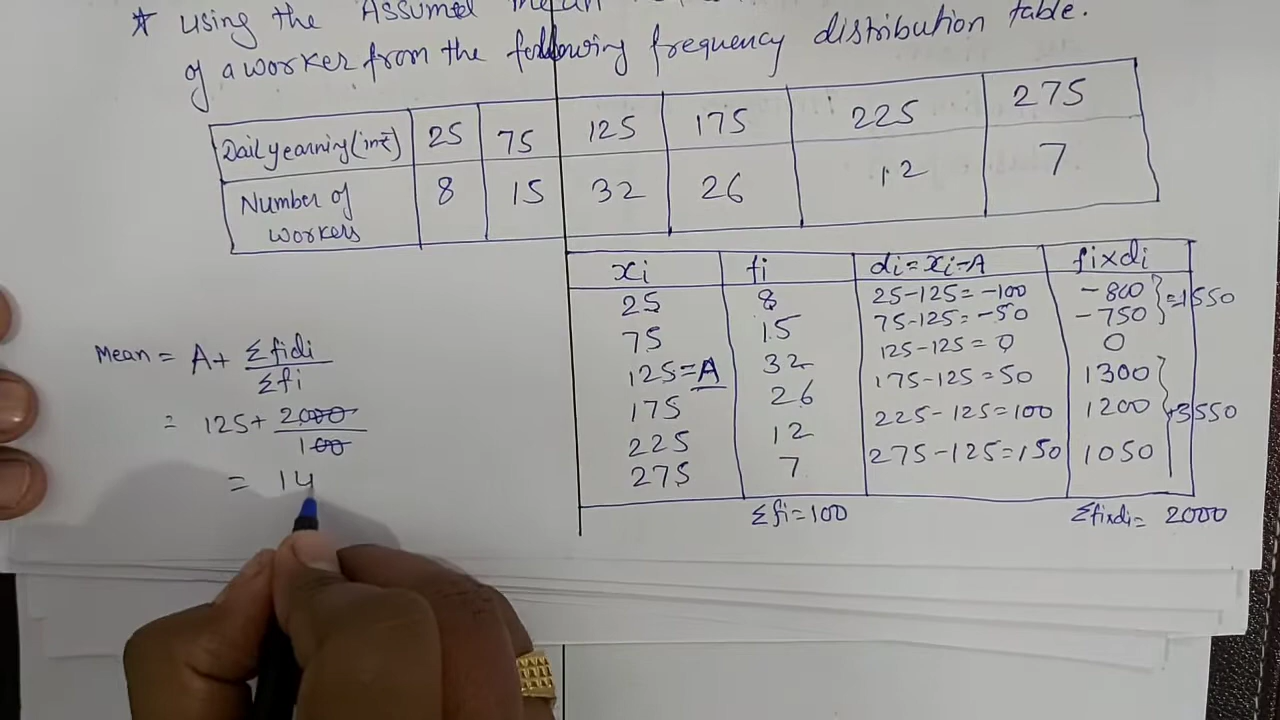 * Using the Assumed mean
of a worker from the following frequency distribution table.
Daily earning (in ₹) 25 75 125 175 225 275
Number of workers 8 15 32 26 12 7
xi fi di = xi - A fi×di
25 8 25-125 = -100 -800
75 15 75-125 = -50 -750
} = 1550
125 = A 32 125-125 = 0 0
175 26 175-125 = 50 1300
225 12 225-125 = 100 1200
} 3550
275 7 275-125 = 150 1050
Σfi = 100 Σfixdi = 2000
Mean = A + Σfidi / Σfi
= 125 + 2000 / 100
= 14